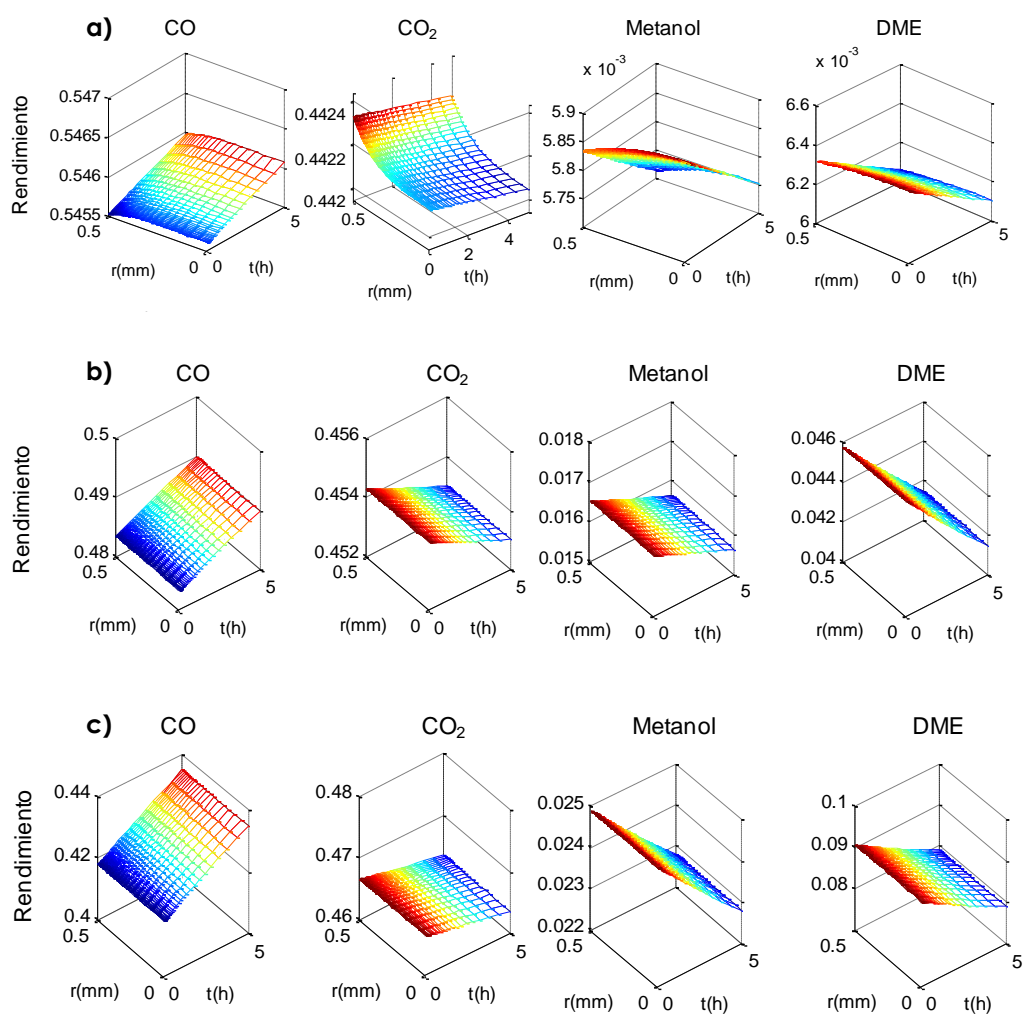 a)
CO
CO2
Metanol
DME
Rendimiento
0.547
0.5465
0.546
0.5455
0.5
r(mm)
0 0
t(h)
5
0.4424
0.4422
0.442
0.5
r(mm)
0
2
4
t(h)
x 10-3
5.9
5.85
5.8
5.75
0.5
r(mm)
0 0
t(h)
5
x 10-3
6.6
6.4
6.2
6
0.5
r(mm)
0 0
t(h)
5
b)
CO
CO2
Metanol
DME
Rendimiento
0.5
0.49
0.48
0.5
r(mm)
0 0
t(h)
5
0.456
0.454
0.452
0.5
r(mm)
0 0
t(h)
5
0.018
0.017
0.016
0.015
0.5
r(mm)
0 0
t(h)
5
0.046
0.044
0.042
0.04
0.5
r(mm)
0 0
t(h)
5
c)
CO
CO2
Metanol
DME
Rendimiento
0.44
0.42
0.4
0.5
r(mm)
0 0
t(h)
5
0.48
0.47
0.46
0.5
r(mm)
0 0
t(h)
5
0.025
0.024
0.023
0.022
0.5
r(mm)
0 0
t(h)
5
0.1
0.09
0.08
0.5
r(mm)
0 0
t(h)
5